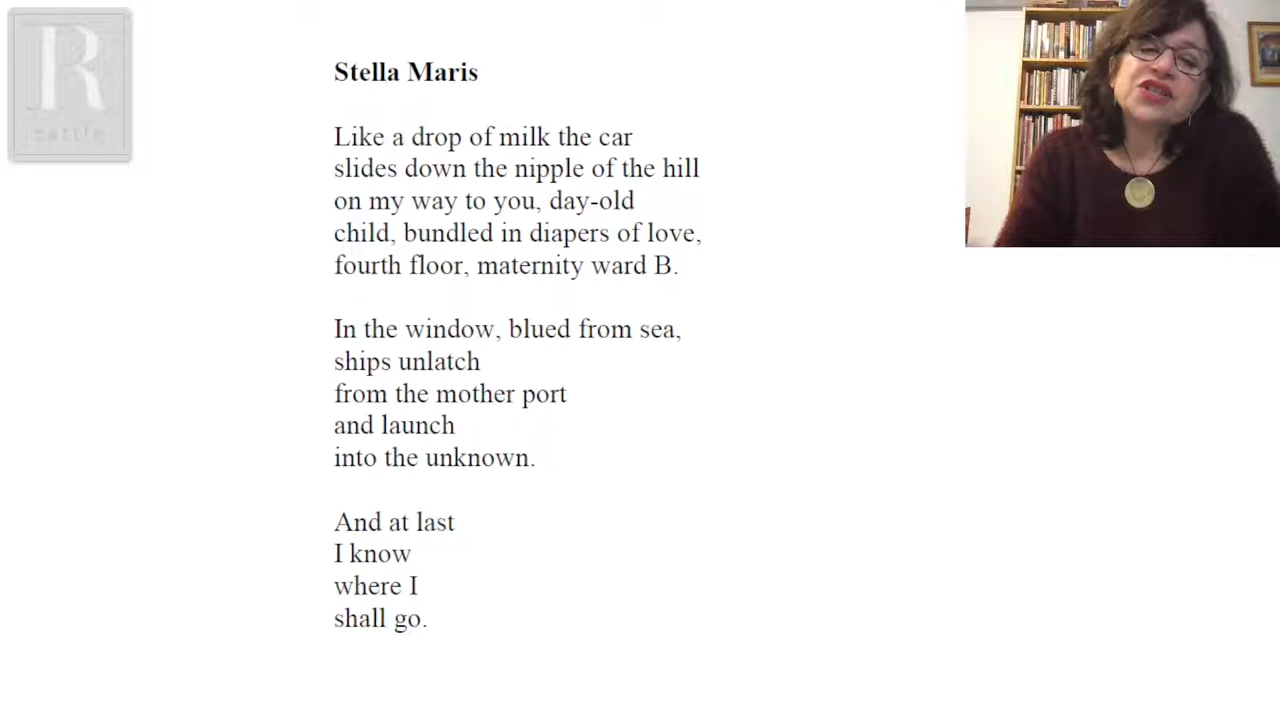 R
rattle
Stella Maris
Like a drop of milk the car
slides down the nipple of the hill
on my way to you, day-old
child, bundled in diapers of love,
fourth floor, maternity ward B.
In the window, blued from sea,
ships unlatch
from the mother port
and launch
into the unknown.
And at last
I know
where I
shall go.